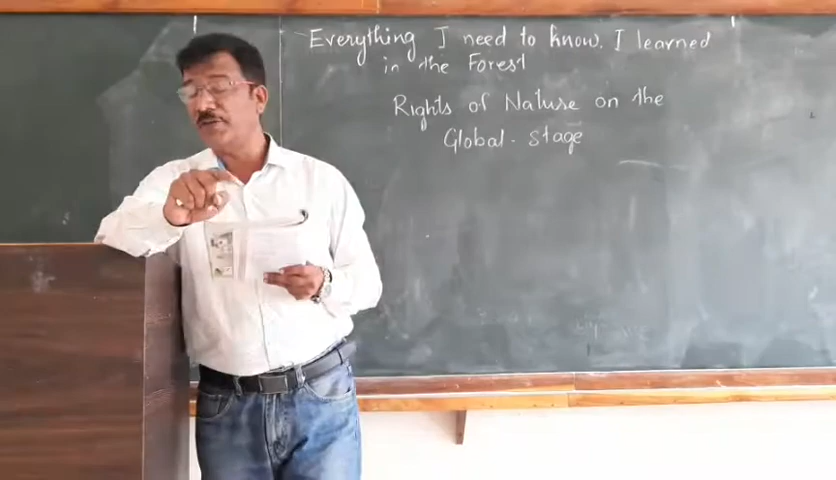 Everything I need to know. I learned
in the Forest
Rights of Nature on the
Global. stage